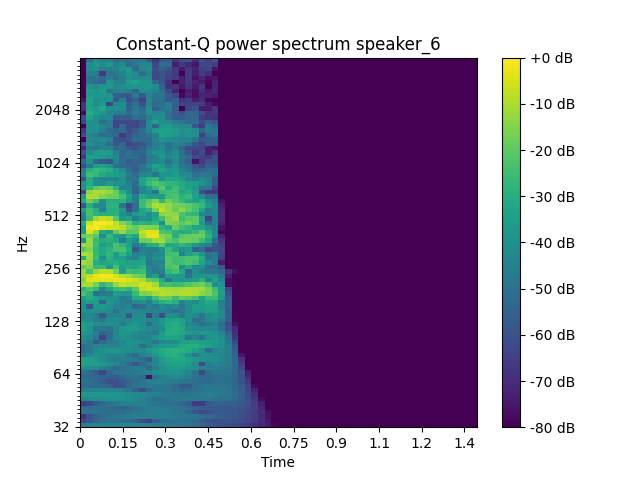 Constant-Q power spectrum speaker_6
Hz
2048
1024
512
256
128
64
32
0 0.15 0.3 0.45 0.6 0.75 0.9 1.1 1.2 1.4
Time
+0 dB
-10 dB
-20 dB
-30 dB
-40 dB
-50 dB
-60 dB
-70 dB
-80 dB